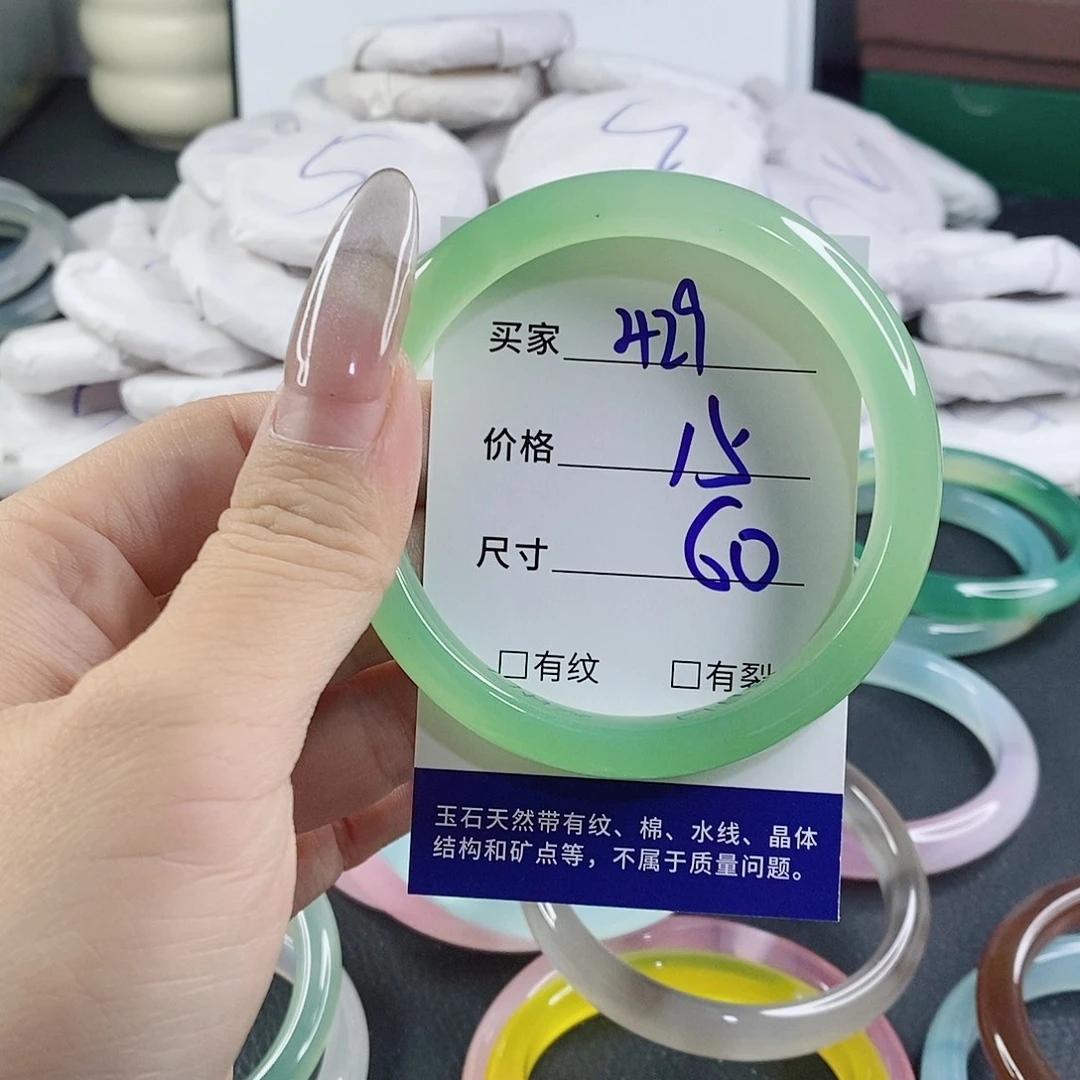 买家 429
价格 15
尺寸 60
□有纹 □有裂
玉石天然带有纹、棉、水线、晶体
结构和矿点等，不属于质量问题。